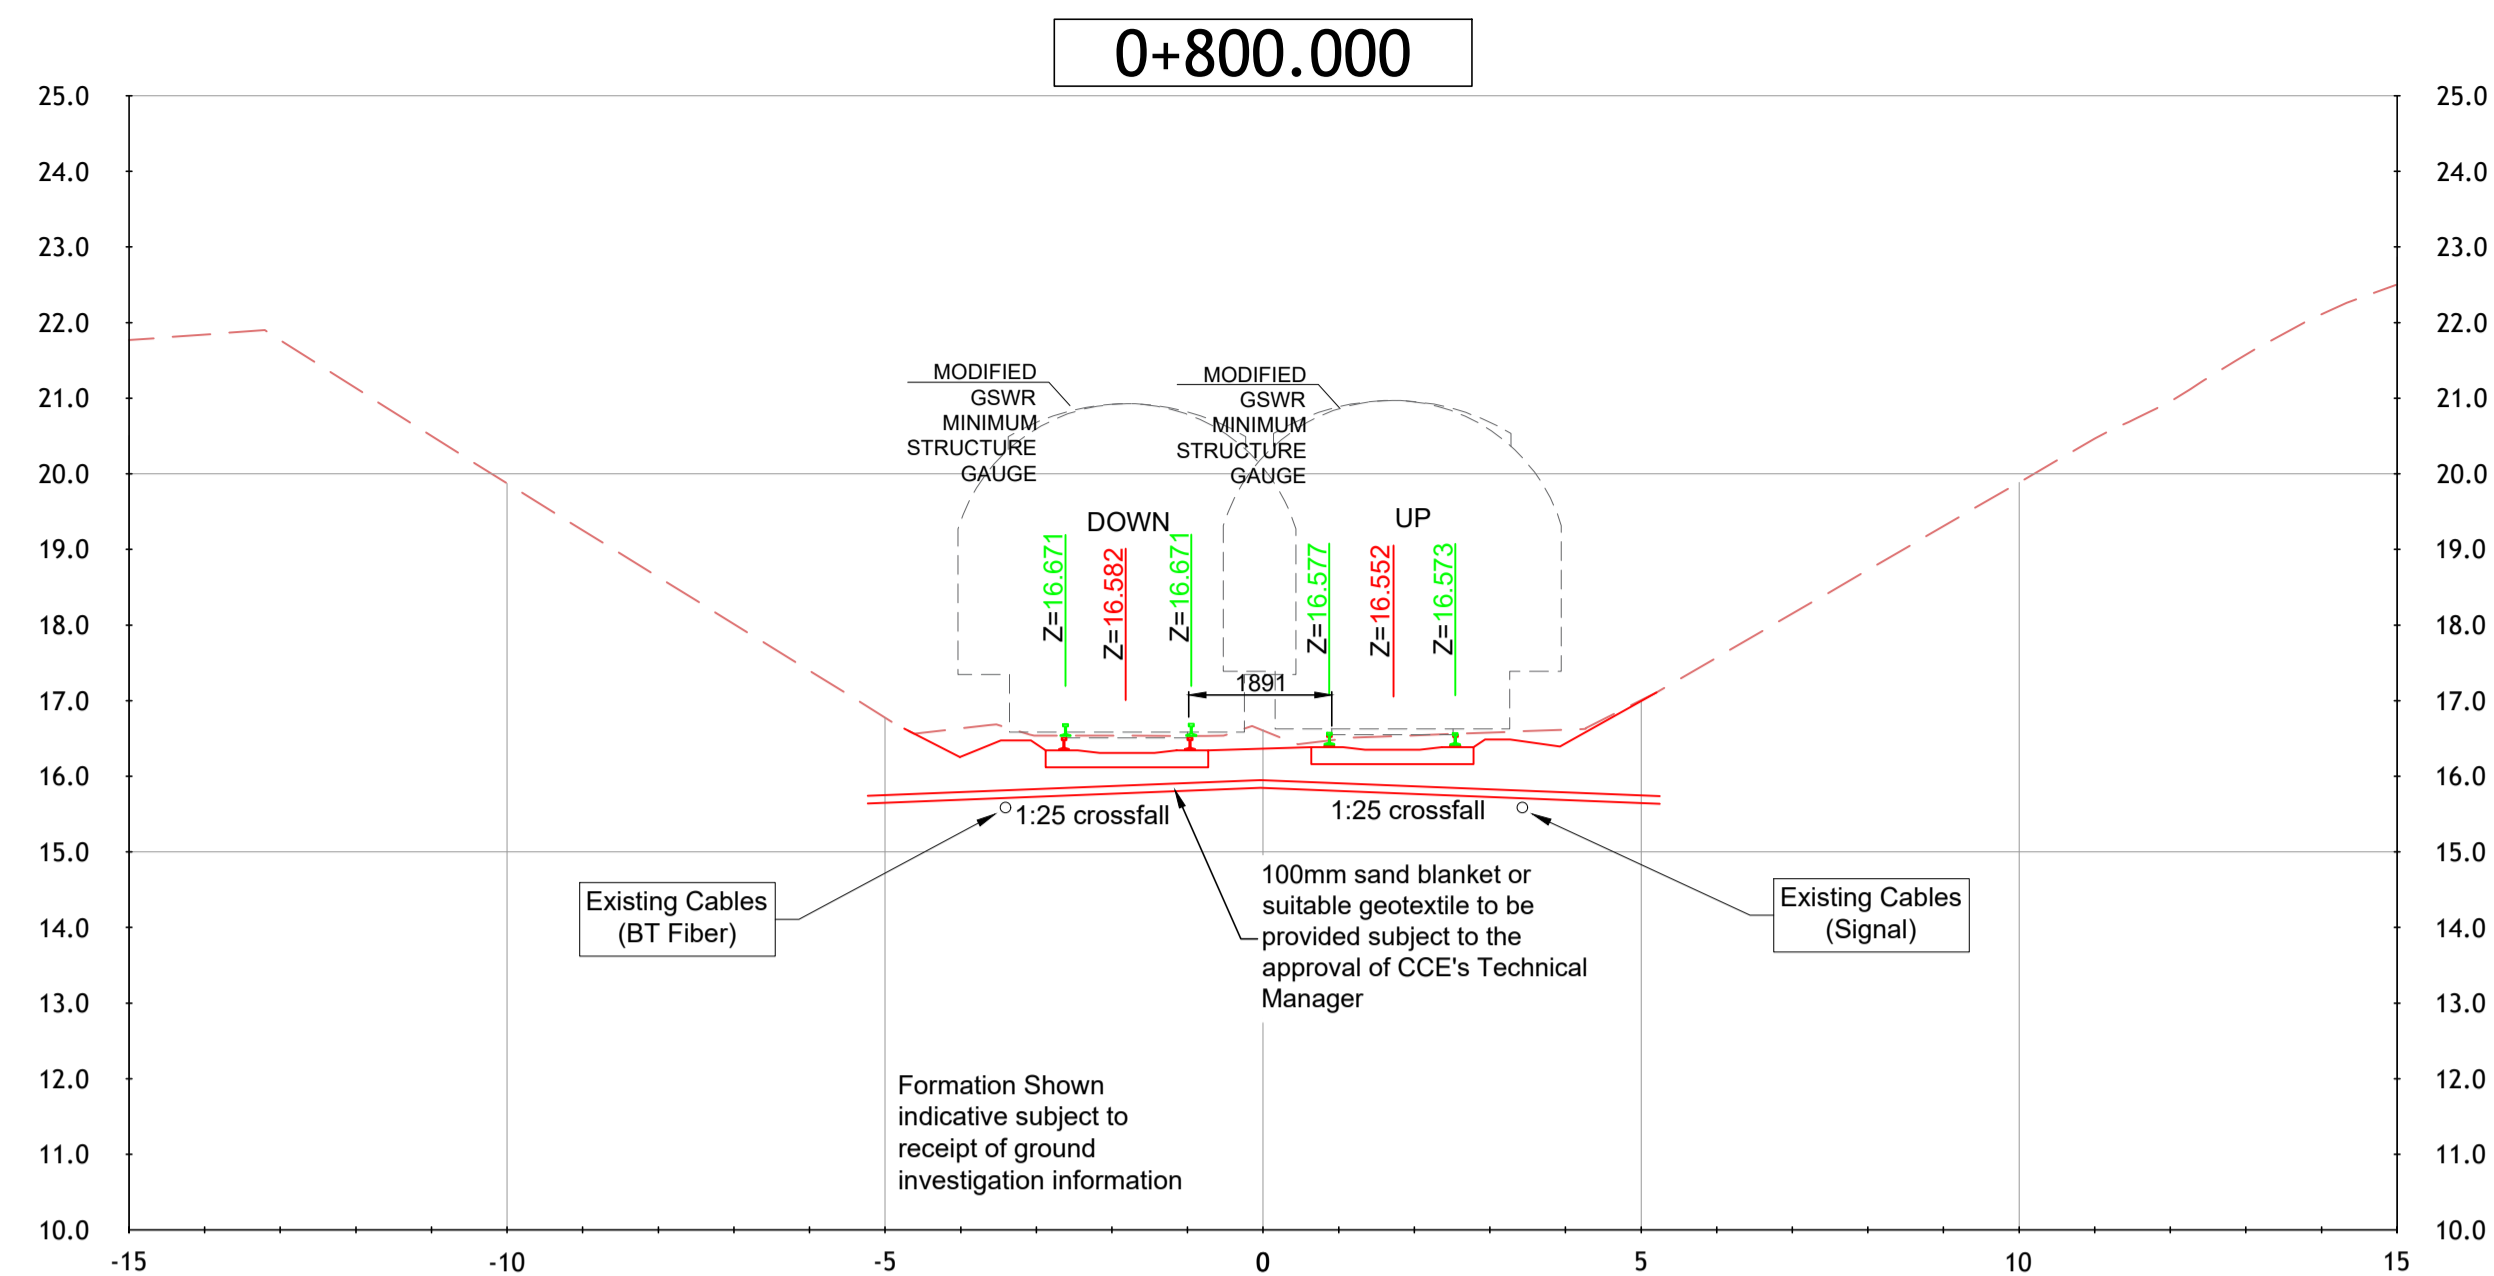 0+800.000
25.0
25.0
24.0
24.0
23.0
23.0
22.0
22.0
21.0
21.0
20.0
20.0
19.0
19.0
18.0
18.0
17.0
17.0
16.0
16.0
15.0
15.0
14.0
14.0
13.0
13.0
12.0
12.0
11.0
11.0
10.0
10.0
-15
-10
-5
0
5
10
15
MODIFIED
GSWR
MINIMUM
STRUCTURE
GAUGE
MODIFIED
GSWR
MINIMUM
STRUCTURE
GAUGE
DOWN
UP
Z=16.671
Z=16.582
Z=16.671
Z=16.577
Z=16.552
Z=16.573
1891
1:25 crossfall
1:25 crossfall
Existing Cables
(BT Fiber)
100mm sand blanket or
suitable geotextile to be
provided subject to the
approval of CCE's Technical
Manager
Existing Cables
(Signal)
Formation Shown
indicative subject to
receipt of ground
investigation information